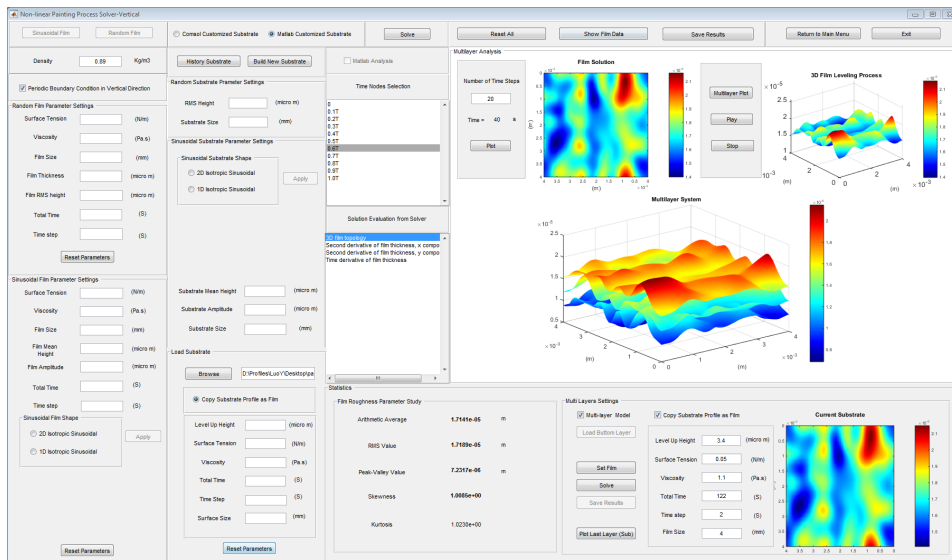 Non-linear Painting Process Solver-Vertical
Sinusoidal Film
Random Film
Comsol Customized Substrate
Matlab Customized Substrate
Solve
Reset All
Show Film Data
Save Results
Return to Main Menu
Exit
Density
0.89
Kg/m3
Periodic Boundary Condition in Vertical Direction
Random Film Parameter Settings
Surface Tension (N/m)
Viscosity (Pa.s)
Film Size (mm)
Film Thickness (micro m)
Film RMS height (micro m)
Total Time (S)
Time step (S)
Reset Parameters
Sinusoidal Film Parameter Settings
Surface Tension (N/m)
Viscosity (Pa.s)
Film Size (mm)
Film Mean
Height (micro m)
Film Amplitude (micro m)
Total Time (S)
Time step (S)
Sinusoidal Film Shape
2D Isotropic Sinusoidal
1D Isotropic Sinusoidal
Apply
Reset Parameters
History Substrate
Build New Substrate
Random Substrate Prameter Settings
RMS Height (micro m)
Substrate Size (mm)
Sinusoidal Substrate Parameter Settings
Sinusoidal Substrate Shape
2D Isotropic Sinusoidal
1D Isotropic Sinusoidal
Apply
Substrate Mean Height (micro m)
Substrate Amplitude (micro m)
Substrate Size (mm)
Load Substrate
Browse
D:\Profiles\LuoY\Desktop\pa
Copy Substrate Profile as Film
Level Up Height (micro m)
Surface Tension (N/m)
Viscosity (Pa.s)
Total Time (S)
Time Step (S)
Surface Size (mm)
Reset Parameters
Matlab Analysis
Time Nodes Selection
0
0.1T
0.2T
0.3T
0.4T
0.5T
0.6T
0.7T
0.8T
0.9T
1.0T
Solution Evaluation from Solver
3D film topology
Second derivative of film thickness, x compo
Second derivative of film thickness, y compo
Time derivative of film thickness
Multilayer Analysis
Number of Time Steps
20
Time = 40 s
Plot
Film Solution
(m)
(m)
Multilayer Plot
Play
Stop
3D Film Leveling Process
(m)
Multilayer System
(m)
(m)
Statistics
Film Roughness Parameter Study
Arithmetic Average 1.7141e-05 m
RMS Value 1.7189e-05 m
Peak-Valley Value 7.2317e-06 m
Skewness 1.0085e+00
Kurtosis 1.0230e+00
Multi Layers Settings
Multi-layer Model
Copy Substrate Profile as Film
Load Buttom Layer
Set Film
Solve
Save Results
Plot Last Layer (Sub)
Level Up Height 3.4 (micro m)
Surface Tension 0.05 (N/m)
Viscosity 1.1 (Pa.s)
Total Time 122 (S)
Time step 2 (S)
Film Size 4 (mm)
Current Substrate